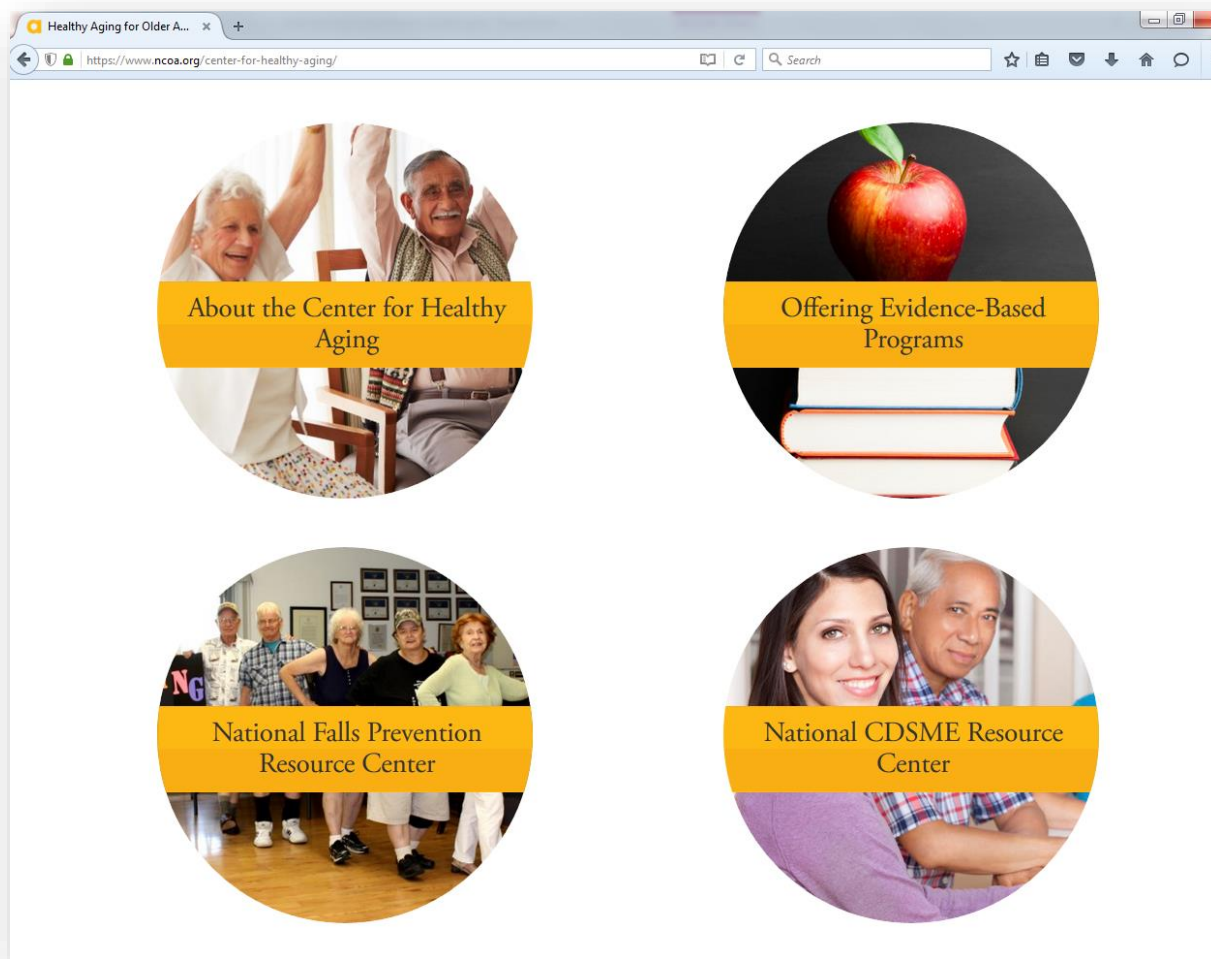 Healthy Aging for Older A...
https://www.ncoa.org/center-for-healthy-aging/
Search
About the Center for Healthy
Aging
Offering Evidence-Based
Programs
NG
National Falls Prevention
Resource Center
National CDSME Resource
Center